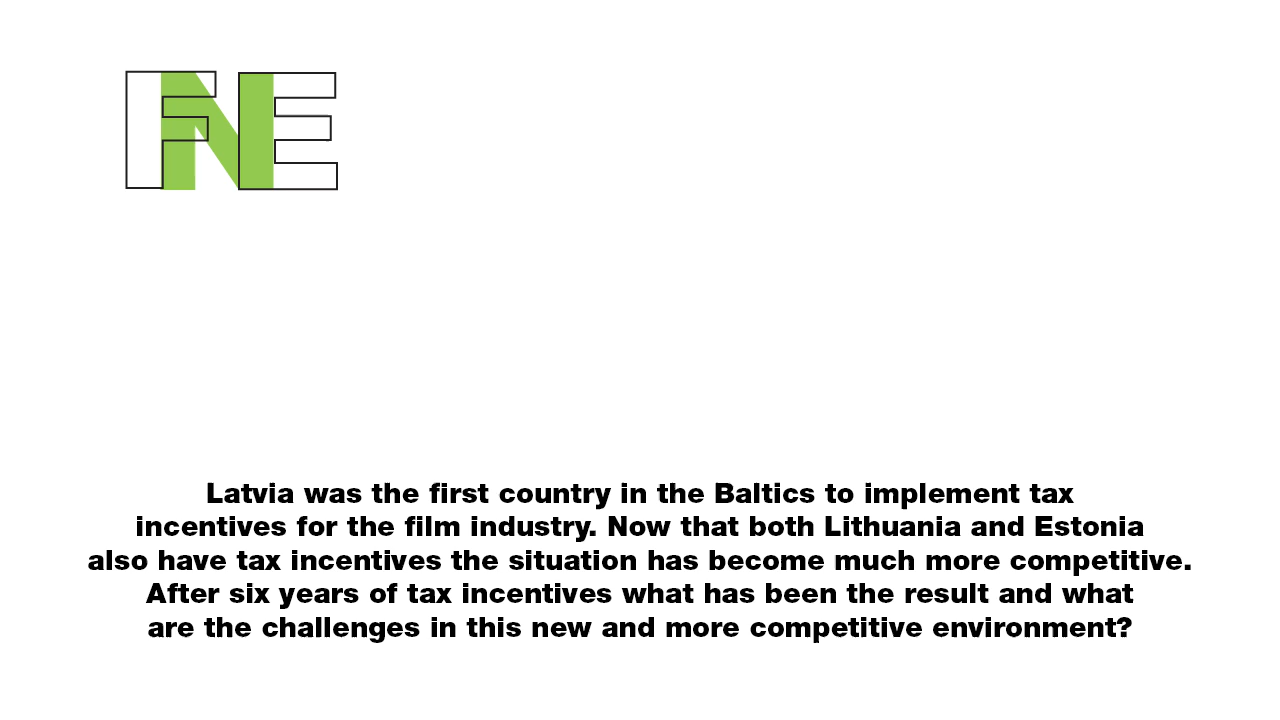 FNE
Latvia was the first country in the Baltics to implement tax
incentives for the film industry. Now that both Lithuania and Estonia
also have tax incentives the situation has become much more competitive.
After six years of tax incentives what has been the result and what
are the challenges in this new and more competitive environment?